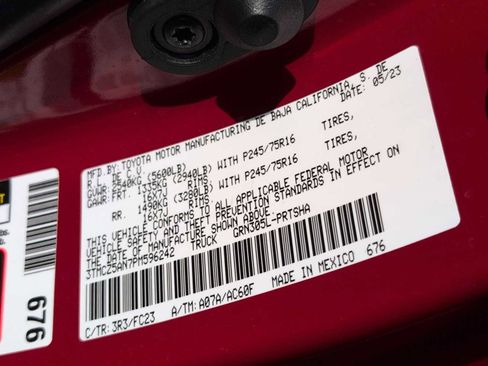 MFD.BY:TOYOTA MOTOR MANUFACTURING DE BAJA CALIFORNIA, S. DE
R.L. DE C.V. DATE: 05/23
GVWR: 2540KG (5600LB)
GAWR:FRT. 1335KG (2940LB) WITH P245/75R16 TIRES,
16X7J RIMS,
RR. 1490KG (3280LB) WITH P245/75R16 TIRES,
16X7J RIMS
THIS VEHICLE CONFORMS TO ALL APPLICABLE FEDERAL MOTOR
VEHICLE SAFETY AND THEFT PREVENTION STANDARDS IN EFFECT ON
THE DATE OF MANUFACTURE SHOWN ABOVE.
3TMCZ5AN7PM596242 TRUCK GRN305L-PRTSHA
676
C/TR: 3R3/FC23 A/TM: A07A/AC60F MADE IN MEXICO
676